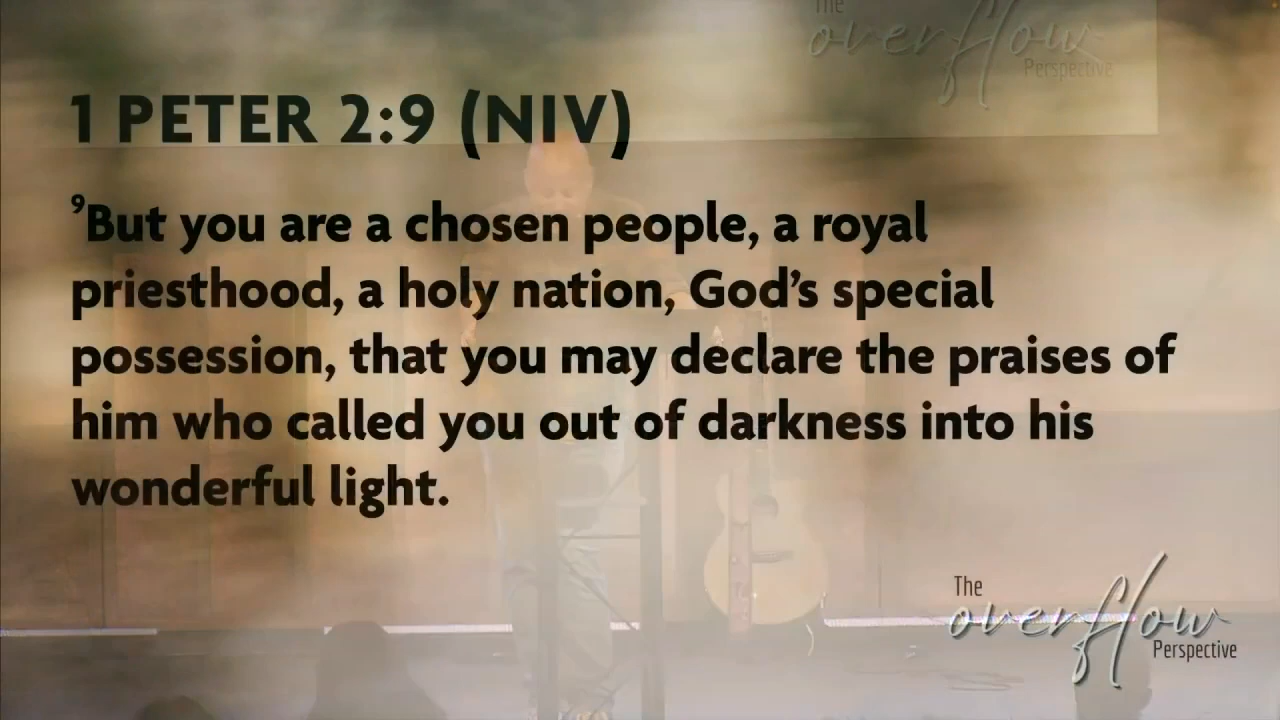 The
overflow
Perspective
1 PETER 2:9 (NIV)
⁹But you are a chosen people, a royal
priesthood, a holy nation, God’s special
possession, that you may declare the praises of
him who called you out of darkness into his
wonderful light.
The
overflow
Perspective